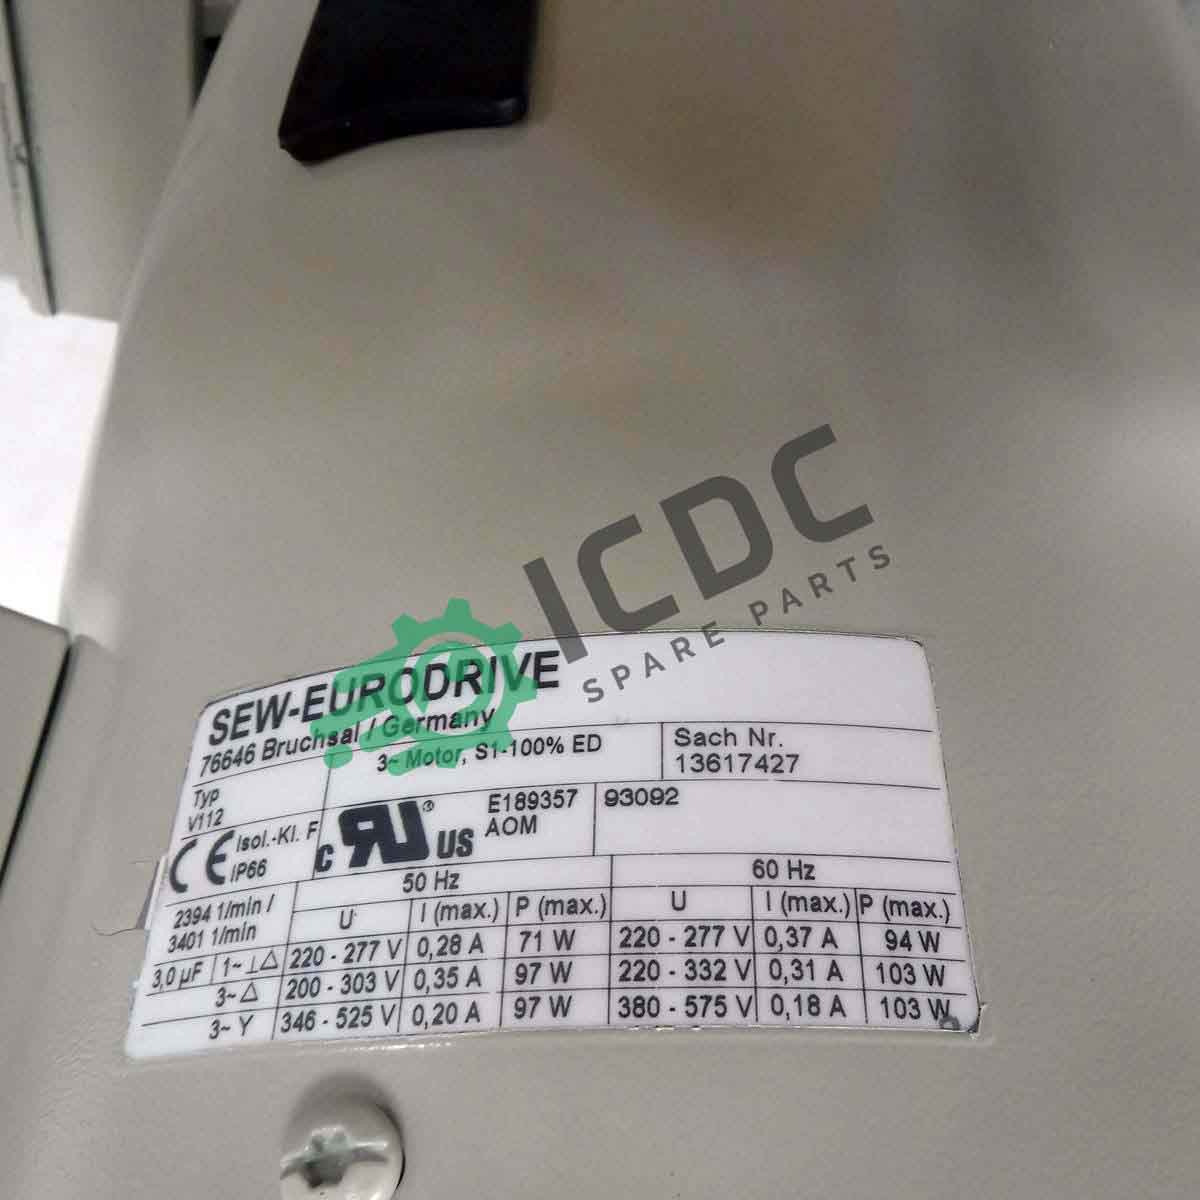 ICDC
SPARE PARTS
SEW-EURODRIVE
76646 Bruchsal / Germany
Typ
V112
3~ Motor, S1-100% ED
Sach Nr.
13617427
CE Isol.-Kl. F
IP66
c RU ® US
E189357
AOM
93092
2394 1/min /
3401 1/min
50 Hz
60 Hz
U I (max.) P (max.) U I (max.) P (max.)
3,0 µF 1~ ⊥ △ 220 - 277 V 0,28 A 71 W 220 - 277 V 0,37 A 94 W
3~ △ 200 - 303 V 0,35 A 97 W 220 - 332 V 0,31 A 103 W
3~ Y 346 - 525 V 0,20 A 97 W 380 - 575 V 0,18 A 103 W